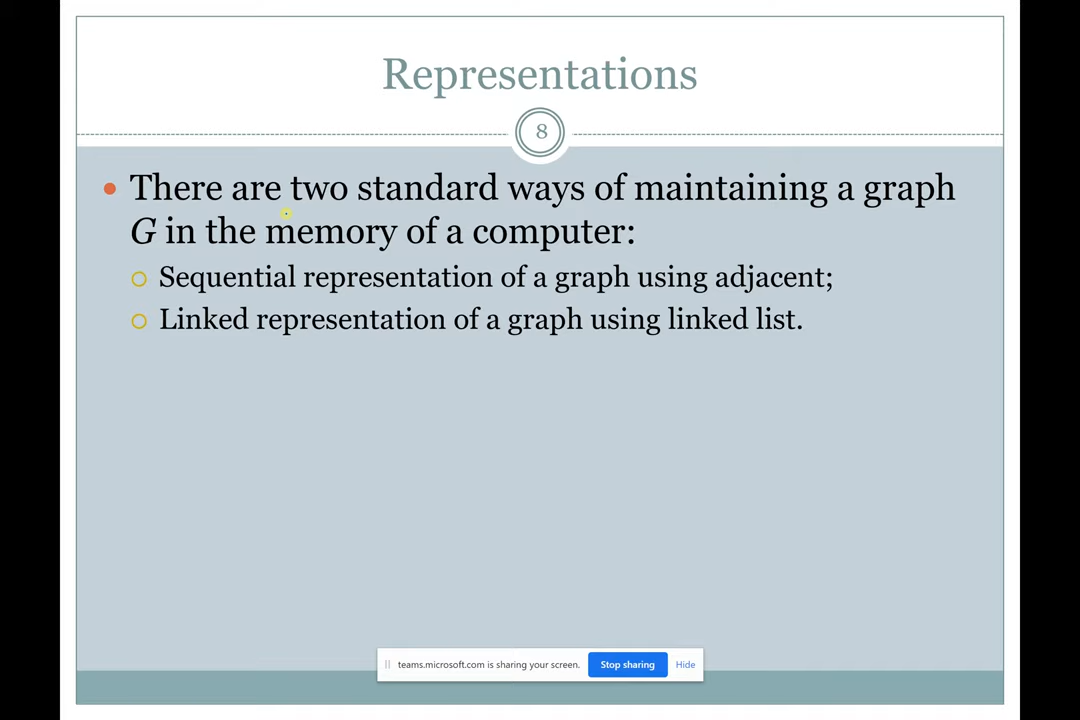 Representations
8
There are two standard ways of maintaining a graph
G in the memory of a computer:
Sequential representation of a graph using adjacent;
Linked representation of a graph using linked list.
teams.microsoft.com is sharing your screen. Stop sharing Hide